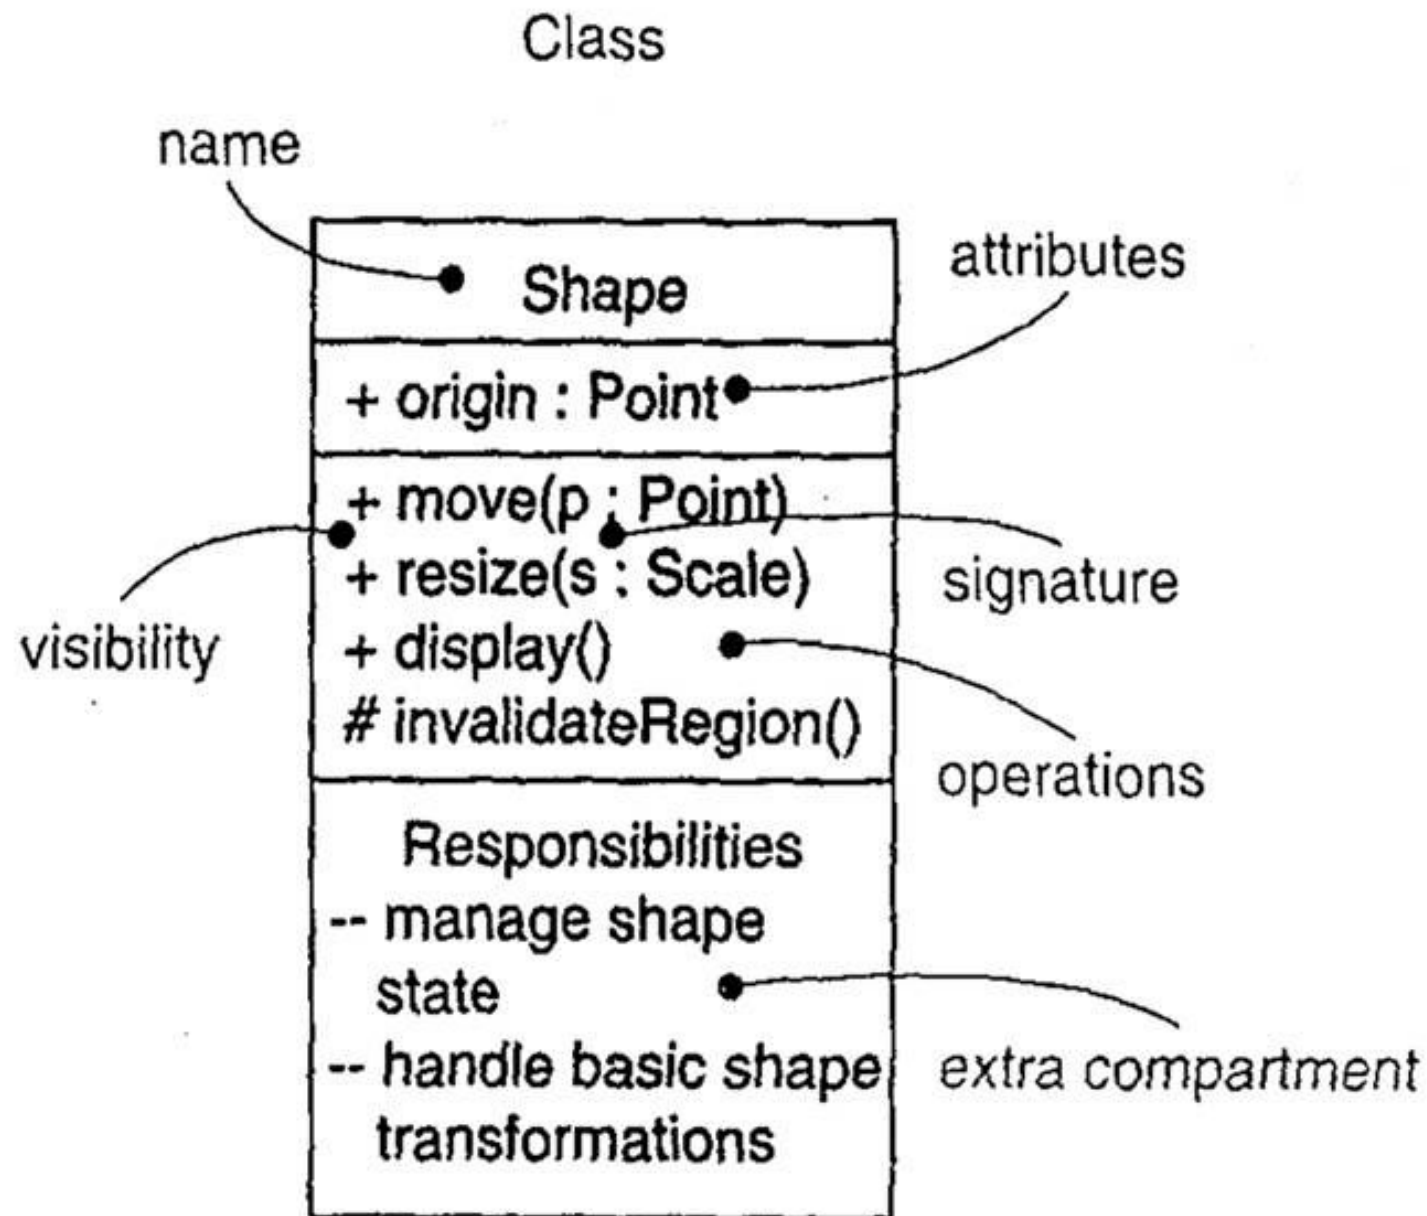 Class
name
Shape
attributes
+ origin : Point
+ move(p : Point)
+ resize(s : Scale)
signature
visibility
+ display()
# invalidateRegion()
operations
Responsibilities
-- manage shape
state
-- handle basic shape
extra compartment
transformations